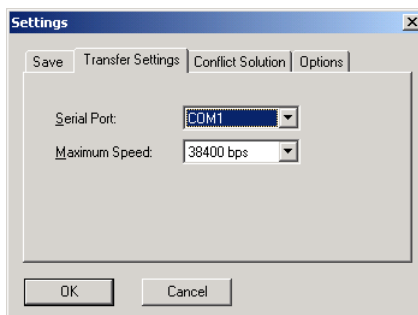 Settings
Save Transfer Settings Conflict Solution Options
Serial Port: COM1
Maximum Speed: 38400 bps
OK Cancel